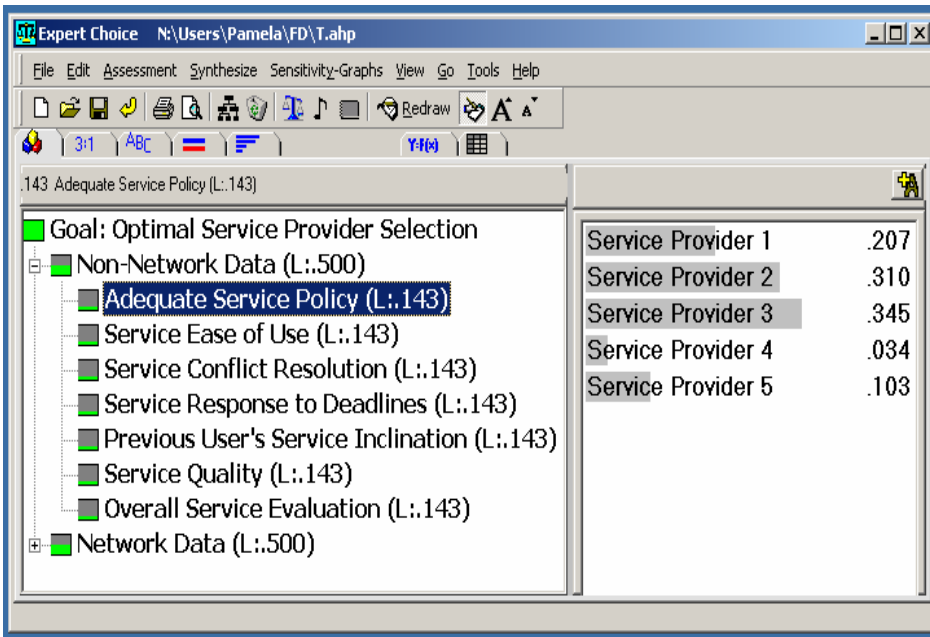 Expert Choice N:\Users\Pamela\FD\T.ahp
File Edit Assessment Synthesize Sensitivity-Graphs View Go Tools Help
Redraw A A
3:1 ABC Y=F(x)
.143 Adequate Service Policy (L:.143)
Goal: Optimal Service Provider Selection
Non-Network Data (L:.500)
Adequate Service Policy (L:.143)
Service Ease of Use (L:.143)
Service Conflict Resolution (L:.143)
Service Response to Deadlines (L:.143)
Previous User's Service Inclination (L:.143)
Service Quality (L:.143)
Overall Service Evaluation (L:.143)
Network Data (L:.500)
Service Provider 1 .207
Service Provider 2 .310
Service Provider 3 .345
Service Provider 4 .034
Service Provider 5 .103